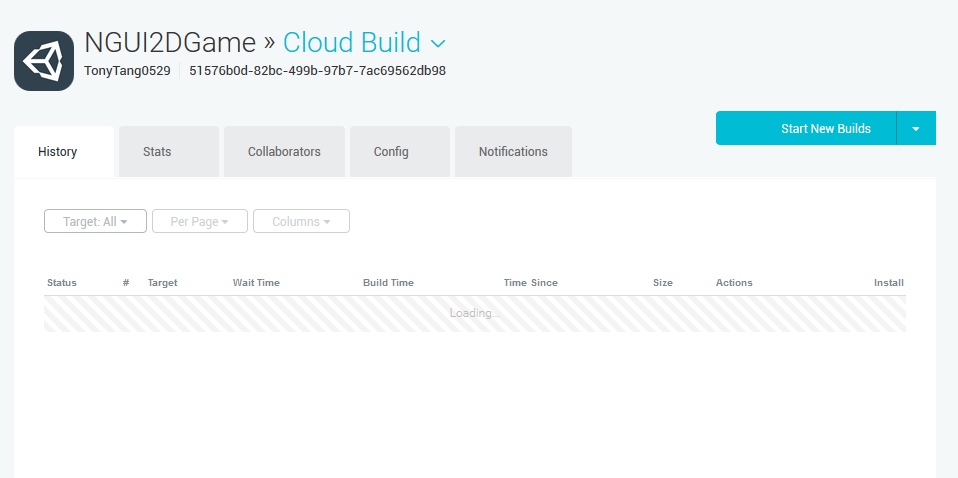 NGUI2DGame » Cloud Build
TonyTang0529 51576b0d-82bc-499b-97b7-7ac69562db98
Start New Builds
History Stats Collaborators Config Notifications
Target: All Per Page Columns
Status # Target Wait Time Build Time Time Since Size Actions Install
Loading...